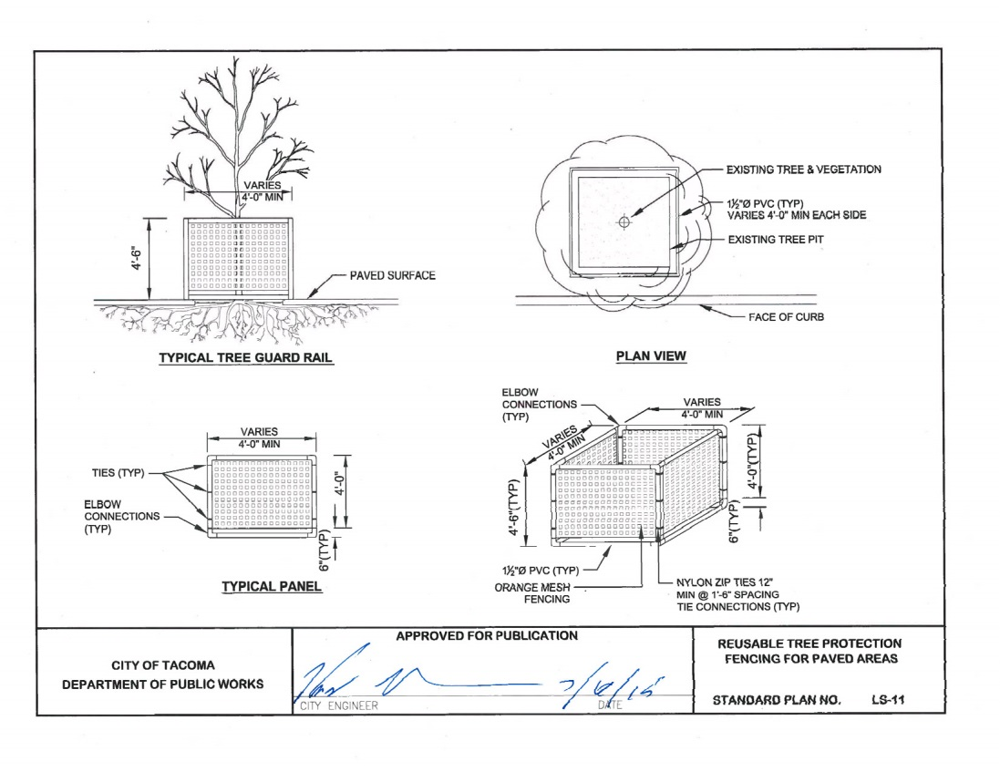 VARIES
4'-0" MIN
4'-6"
PAVED SURFACE
TYPICAL TREE GUARD RAIL
EXISTING TREE & VEGETATION
1½"Ø PVC (TYP)
VARIES 4'-0" MIN EACH SIDE
EXISTING TREE PIT
FACE OF CURB
PLAN VIEW
VARIES
4'-0" MIN
TIES (TYP)
4'-0"
ELBOW
CONNECTIONS
(TYP)
6"(TYP)
TYPICAL PANEL
ELBOW
CONNECTIONS
(TYP)
VARIES
4'-0" MIN
VARIES
4'-0" MIN
4'-0"(TYP)
4'-6"(TYP)
6"(TYP)
1½"Ø PVC (TYP)
ORANGE MESH
FENCING
NYLON ZIP TIES 12"
MIN @ 1'-6" SPACING
TIE CONNECTIONS (TYP)
CITY OF TACOMA
DEPARTMENT OF PUBLIC WORKS
APPROVED FOR PUBLICATION
CITY ENGINEER
DATE
REUSABLE TREE PROTECTION
FENCING FOR PAVED AREAS
STANDARD PLAN NO. LS-11